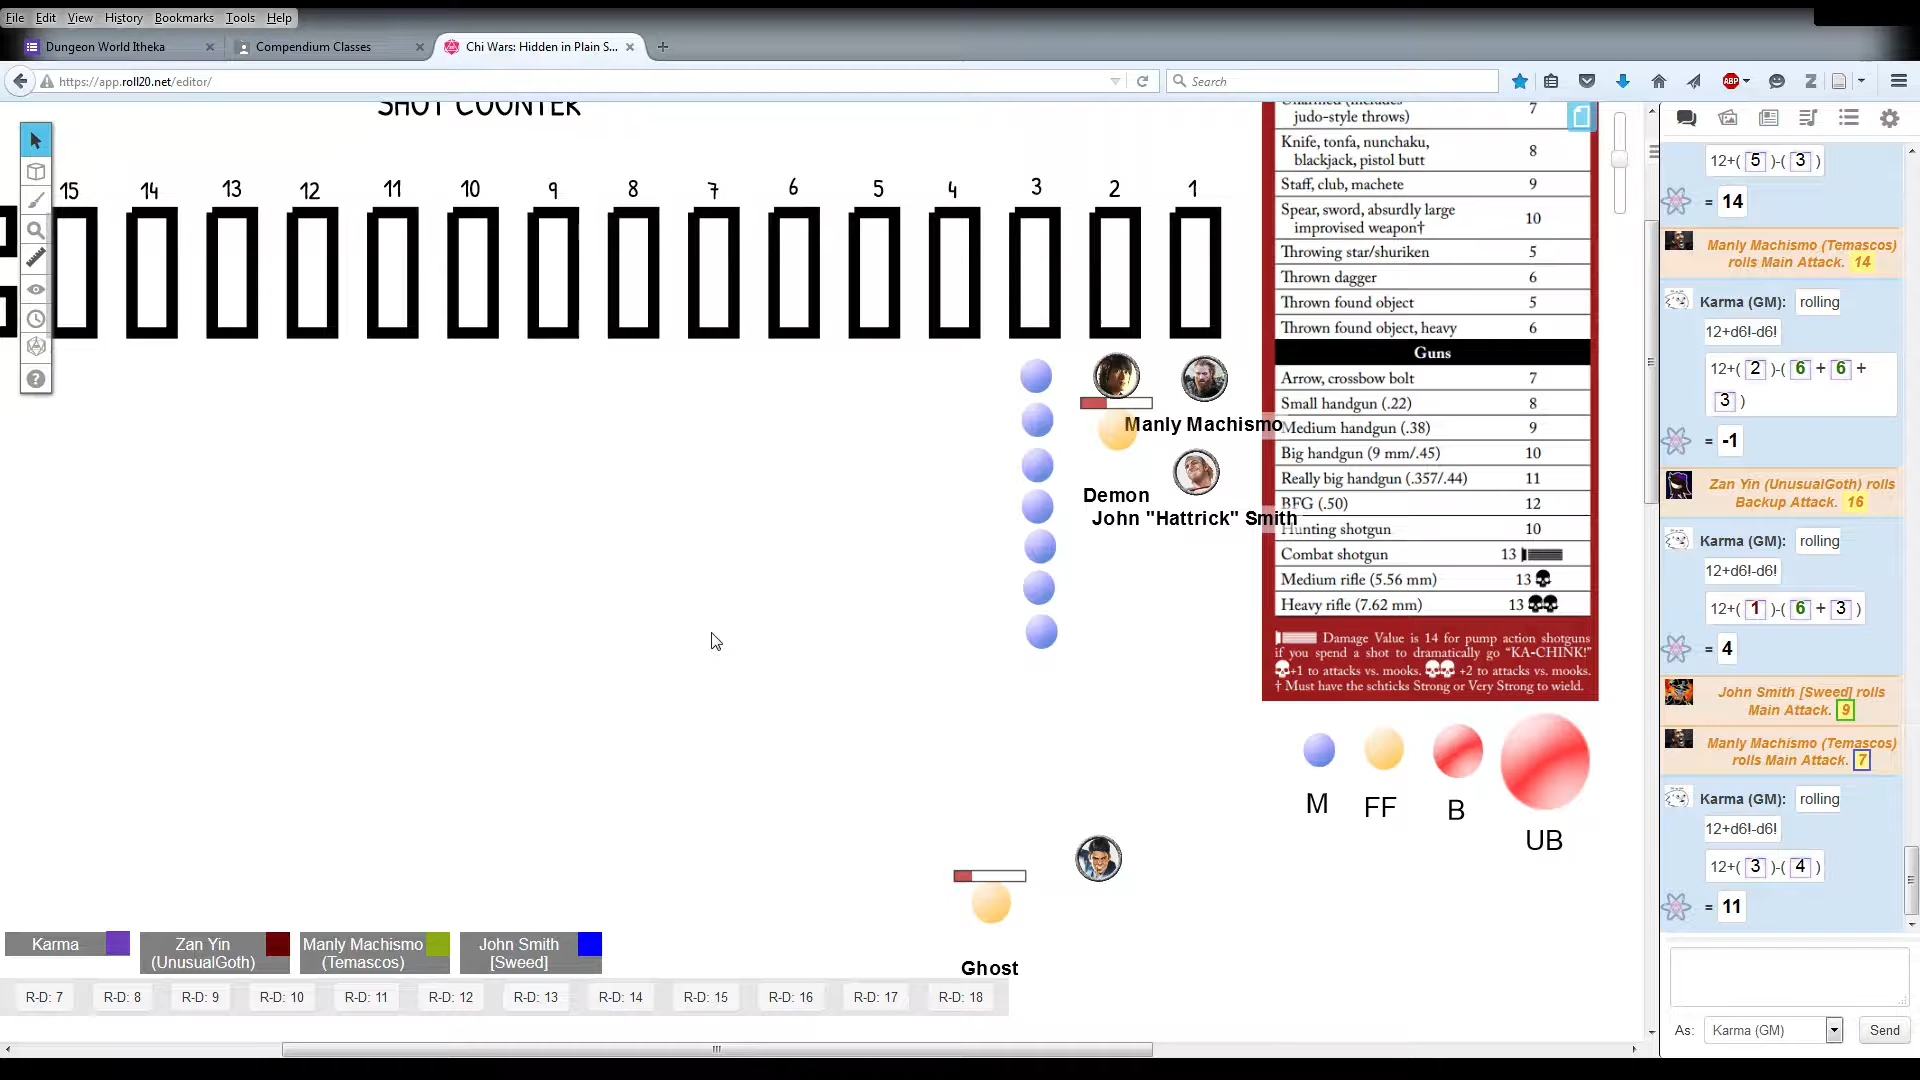 File Edit View History Bookmarks Tools Help
Dungeon World Itheka
Compendium Classes
Chi Wars: Hidden in Plain S...
https://app.roll20.net/editor/
Search
ABP
SHOT COUNTER
15 14 13 12 11 10 9 8 7 6 5 4 3 2 1
Unarmed (includes
judo-style throws) 7
Knife, tonfa, nunchaku,
blackjack, pistol butt 8
Staff, club, machete 9
Spear, sword, absurdly large
improvised weapon† 10
Throwing star/shuriken 5
Thrown dagger 6
Thrown found object 5
Thrown found object, heavy 6
Guns
Arrow, crossbow bolt 7
Small handgun (.22) 8
Medium handgun (.38) 9
Big handgun (9 mm/.45) 10
Really big handgun (.357/.44) 11
BFG (.50) 12
Hunting shotgun 10
Combat shotgun 13
Medium rifle (5.56 mm) 13
Heavy rifle (7.62 mm) 13
Damage Value is 14 for pump action shotguns
if you spend a shot to dramatically go “KA-CHINK!”
+1 to attacks vs. mooks. +2 to attacks vs. mooks.
† Must have the schticks Strong or Very Strong to wield.
Manly Machismo
Demon
John "Hattrick" Smith
M FF B UB
Ghost
Karma
Zan Yin
(UnusualGoth)
Manly Machismo
(Temascos)
John Smith
[Sweed]
R-D: 7 R-D: 8 R-D: 9 R-D: 10 R-D: 11 R-D: 12 R-D: 13 R-D: 14 R-D: 15 R-D: 16 R-D: 17 R-D: 18
12+( 5 )-( 3 )
= 14
Manly Machismo (Temascos)
rolls Main Attack. 14
Karma (GM): rolling
12+d6!-d6!
12+( 2 )-( 6 + 6 +
3 )
= -1
Zan Yin (UnusualGoth) rolls
Backup Attack. 16
Karma (GM): rolling
12+d6!-d6!
12+( 1 )-( 6 + 3 )
= 4
John Smith [Sweed] rolls
Main Attack. 9
Manly Machismo (Temascos)
rolls Main Attack. 7
Karma (GM): rolling
12+d6!-d6!
12+( 3 )-( 4 )
= 11
As: Karma (GM) Send